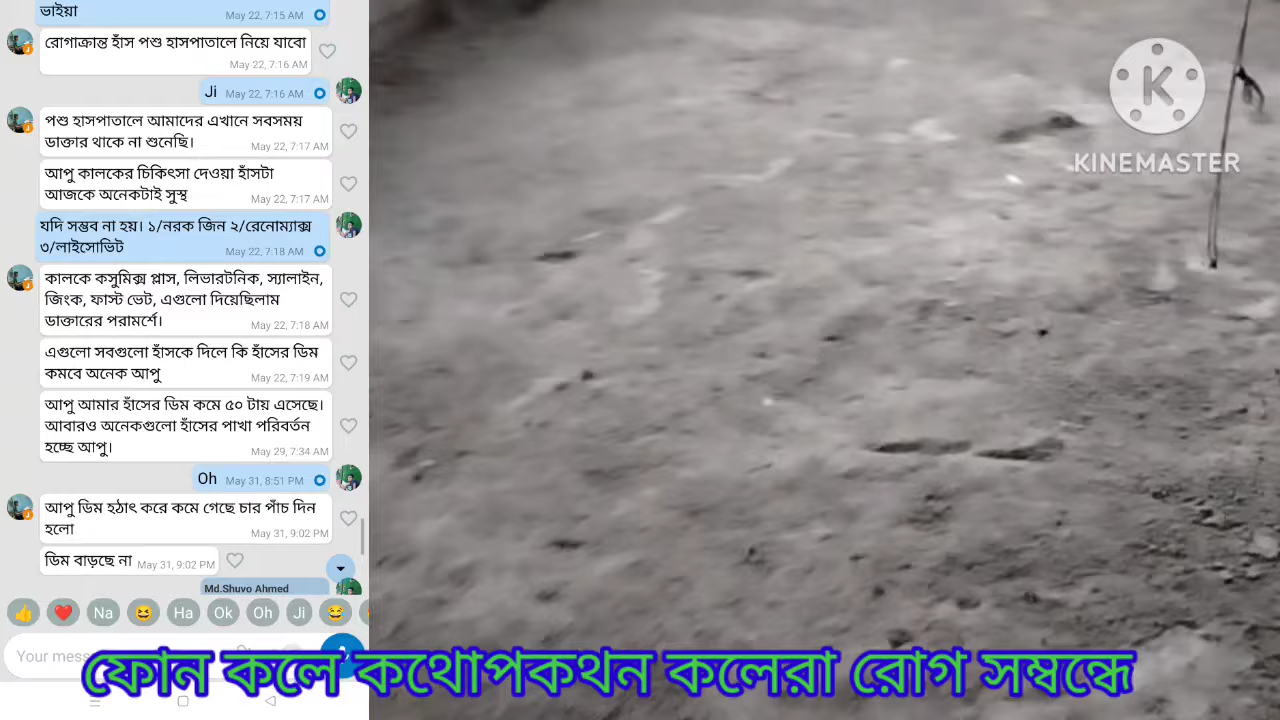 ভাইয়া
May 22, 7:15 AM
রোগাক্রান্ত হাঁস পশু হাসপাতালে নিয়ে যাবো
May 22, 7:16 AM
Ji May 22, 7:16 AM
পশু হাসপাতালে আমাদের এখানে সবসময়
ডাক্তার থাকে না শুনেছি।
May 22, 7:17 AM
আপু কালকের চিকিৎসা দেওয়া হাঁসটা
আজকে অনেকটাই সুস্থ
May 22, 7:17 AM
যদি সম্ভব না হয়। ১/নরক জিন ২/রেনোম্যাক্স
৩/লাইসোভিট
May 22, 7:18 AM
কালকে কসুমিক্স প্লাস, লিভারটনিক, স্যালাইন,
জিংক, ফাস্ট ভেট, এগুলো দিয়েছিলাম
ডাক্তারের পরামর্শে।
May 22, 7:18 AM
এগুলো সবগুলো হাঁসকে দিলে কি হাঁসের ডিম
কমবে অনেক আপু
May 22, 7:19 AM
আপু আমার হাঁসের ডিম কমে ৫০ টায় এসেছে।
আবারও অনেকগুলো হাঁসের পাখা পরিবর্তন
হচ্ছে আপু।
May 29, 7:34 AM
Oh May 31, 8:51 PM
আপু ডিম হঠাৎ করে কমে গেছে চার পাঁচ দিন
হলো
May 31, 9:02 PM
ডিম বাড়ছে না May 31, 9:02 PM
Md.Shuvo Ahmed
Na Ha Ok Oh Ji
Your
K
KINEMASTER
ফোন কলে কথোপকথন কলেরা রোগ সম্বন্ধে